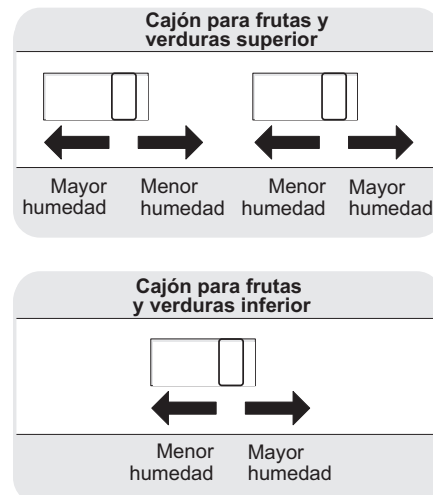 Cajón para frutas y
verduras superior
Mayor
humedad
Menor
humedad
Menor
humedad
Mayor
humedad
Cajón para frutas
y verduras inferior
Menor
humedad
Mayor
humedad